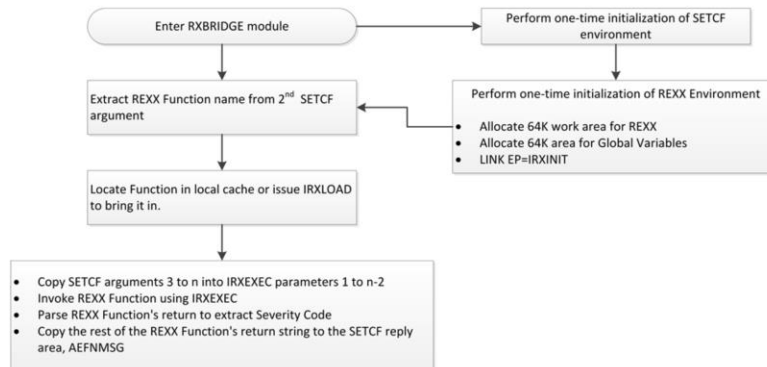 Enter RXBRIDGE module
Perform one-time initialization of SETCF
environment
Extract REXX Function name from 2nd SETCF
argument
Perform one-time initialization of REXX Environment
• Allocate 64K work area for REXX
• Allocate 64K area for Global Variables
• LINK EP=IRXINIT
Locate Function in local cache or issue IRXLOAD
to bring it in.
• Copy SETCF arguments 3 to n into IRXEXEC parameters 1 to n-2
• Invoke REXX Function using IRXEXEC
• Parse REXX Function's return to extract Severity Code
• Copy the rest of the REXX Function's return string to the SETCF reply
area, AEFNMSG